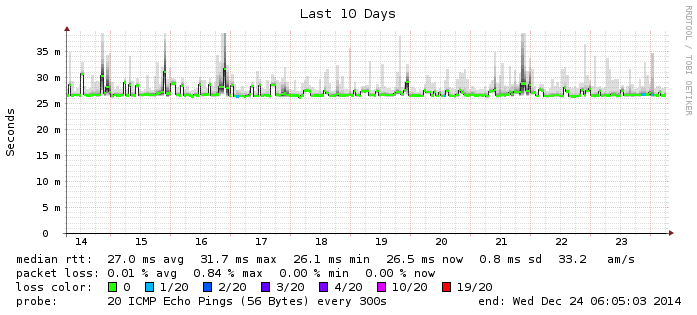 Last 10 Days
RRDTOOL / TOBI OETIKER
Seconds
35 m
30 m
25 m
20 m
15 m
10 m
5 m
0
14 15 16 17 18 19 20 21 22 23
median rtt: 27.0 ms avg 31.7 ms max 26.1 ms min 26.5 ms now 0.8 ms sd 33.2 am/s
packet loss: 0.01 % avg 0.84 % max 0.00 % min 0.00 % now
loss color: 0 1/20 2/20 3/20 4/20 10/20 19/20
probe: 20 ICMP Echo Pings (56 Bytes) every 300s end: Wed Dec 24 06:05:03 2014